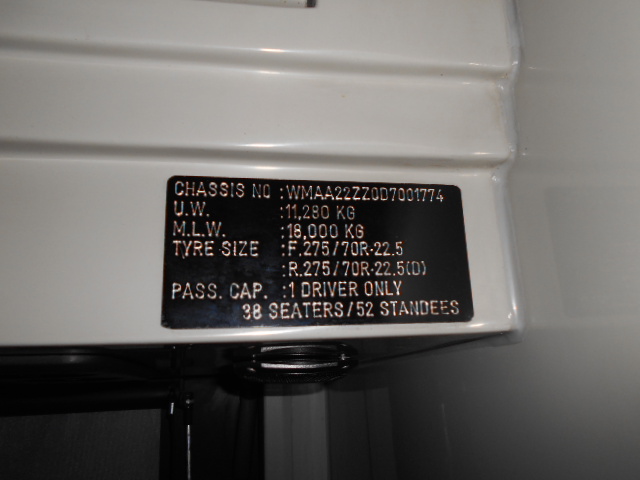 CHASSIS NO :WMAA22ZZ0D7001774
U.W. :11,280 KG
M.L.W. :18,000 KG
TYRE SIZE :F.275/70R-22.5
:R.275/70R-22.5(D)
PASS. CAP. :1 DRIVER ONLY
38 SEATERS/52 STANDEES